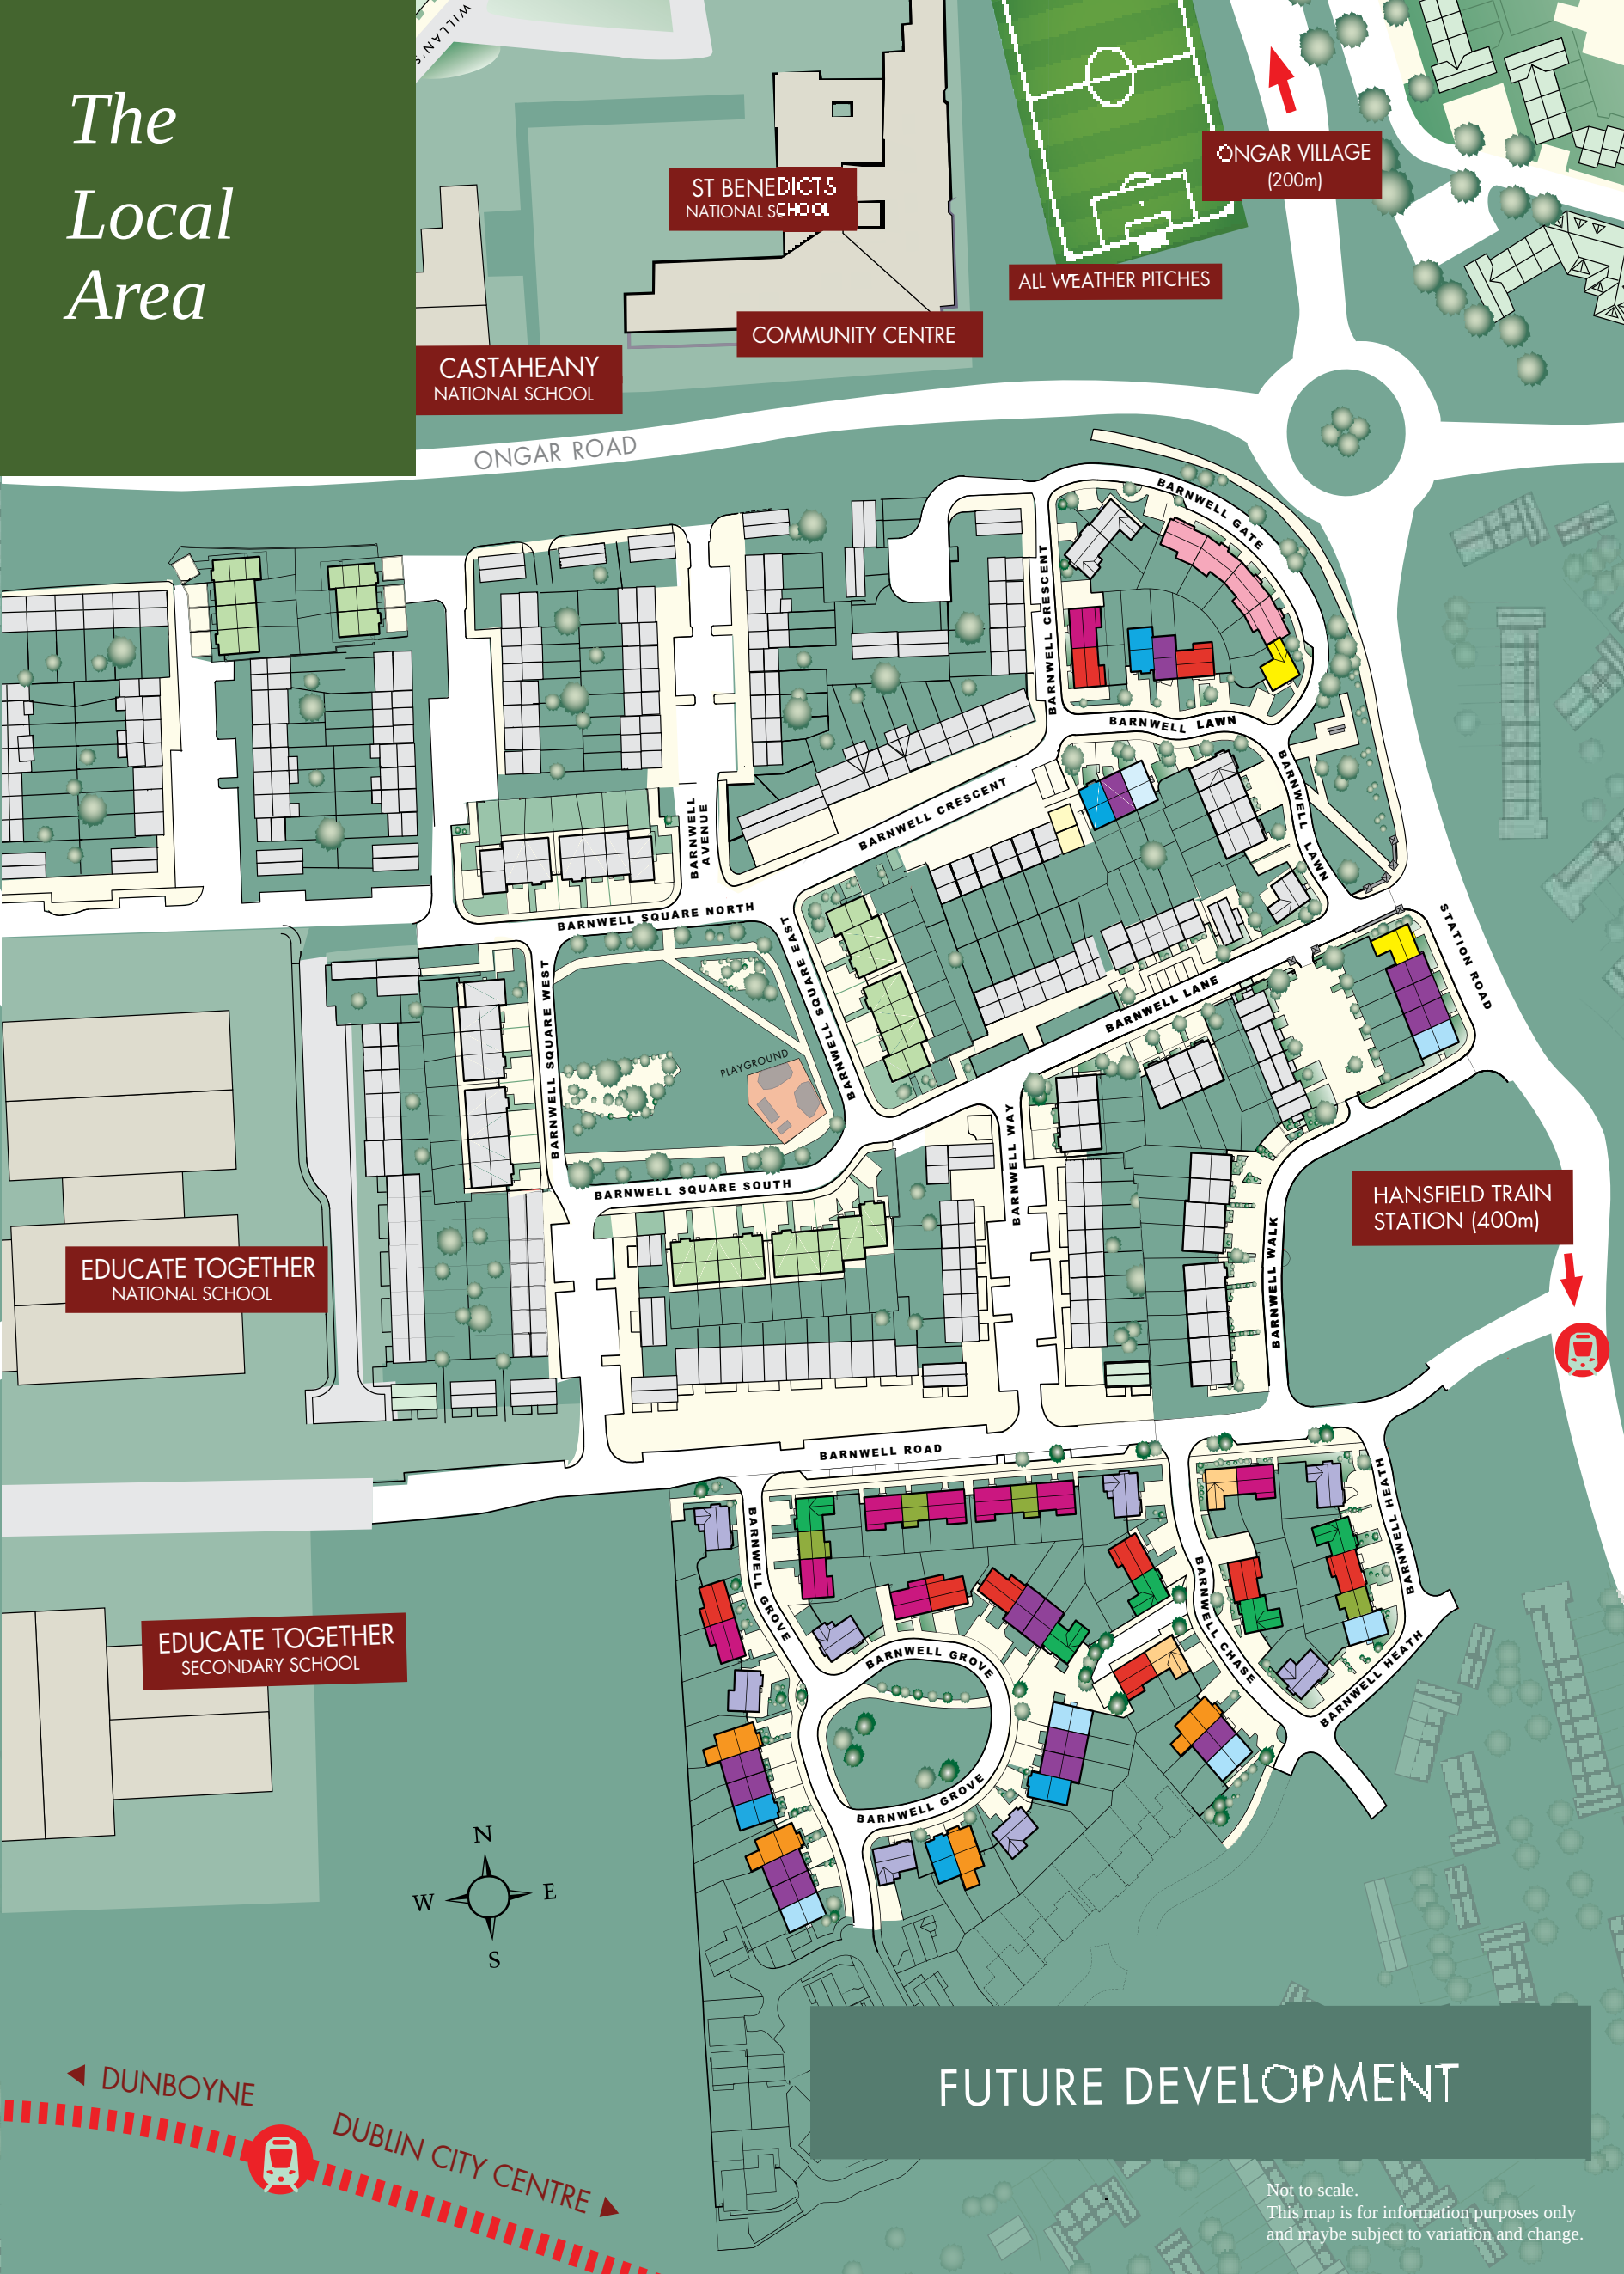 The
Local
Area
WILLAN'S
ST BENEDICTS
NATIONAL SCHOOL
ONGAR VILLAGE
(200m)
ALL WEATHER PITCHES
COMMUNITY CENTRE
CASTAHEANY
NATIONAL SCHOOL
ONGAR ROAD
BARNWELL GATE
BARNWELL CRESCENT
BARNWELL LAWN
BARNWELL LAWN
BARNWELL CRESCENT
BARNWELL
AVENUE
BARNWELL SQUARE NORTH
BARNWELL SQUARE EAST
STATION ROAD
BARNWELL SQUARE WEST
BARNWELL LANE
PLAYGROUND
BARNWELL WAY
BARNWELL SQUARE SOUTH
HANSFIELD TRAIN
STATION (400m)
BARNWELL WALK
EDUCATE TOGETHER
NATIONAL SCHOOL
BARNWELL ROAD
BARNWELL HEATH
BARNWELL GROVE
BARNWELL CHASE
EDUCATE TOGETHER
SECONDARY SCHOOL
BARNWELL GROVE
BARNWELL HEATH
BARNWELL GROVE
N
W
E
S
FUTURE DEVELOPMENT
DUNBOYNE
DUBLIN CITY CENTRE
Not to scale.
This map is for information purposes only
and maybe subject to variation and change.